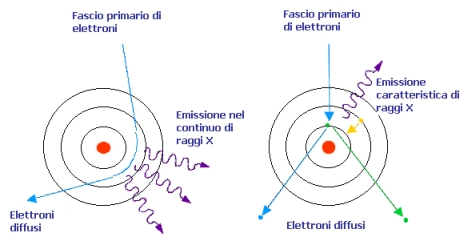 Fascio primario di
elettroni
Emissione nel
continuo di
raggi X
Elettroni
diffusi
Fascio primario
di elettroni
Emissione
caratteristica di
raggi X
Elettroni diffusi